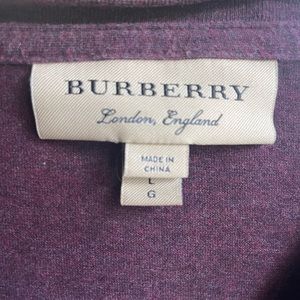 BURBERRY
London, England
MADE IN
CHINA
L
G